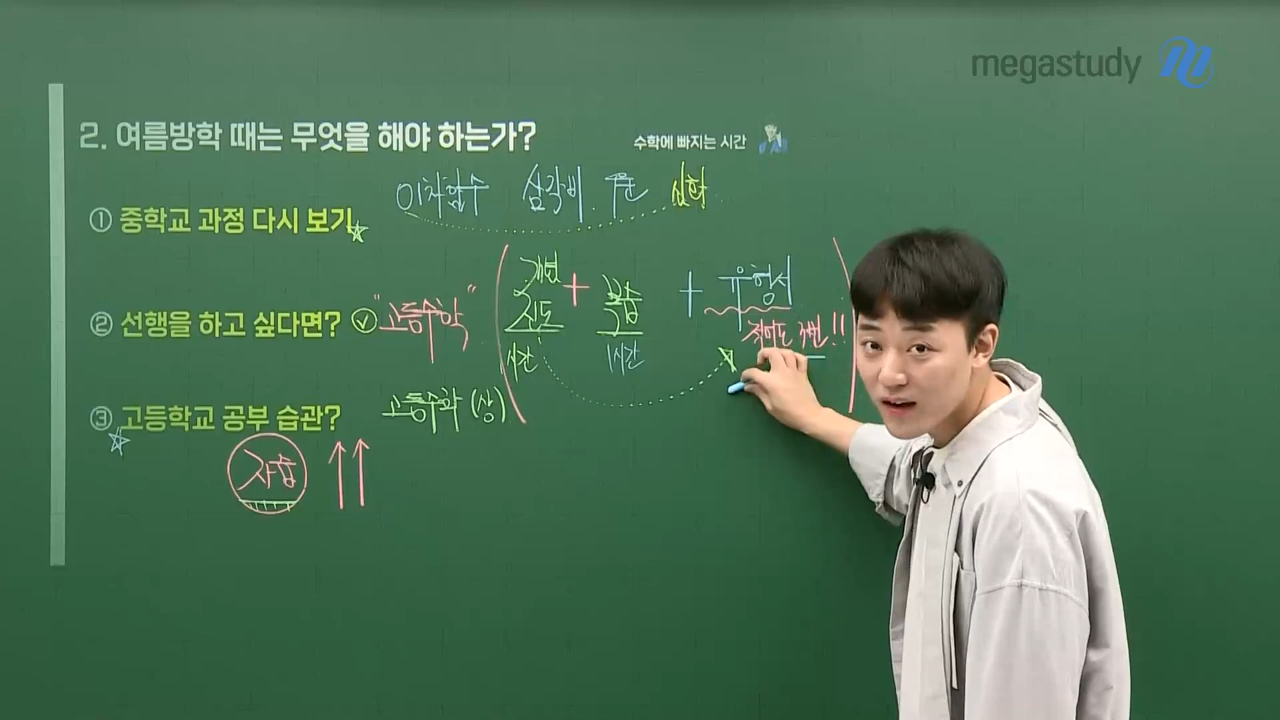 megastudy
2. 여름방학 때는 무엇을 해야 하는가?
수학에 빠지는 시간
이차함수 삼각비 심화
① 중학교 과정 다시 보기
개념
진도 + 복습 + 유형서
② 선행을 하고 싶다면? "고등수학"
적어도 3번!!
시간 1시간
③ 고등학교 공부 습관? 고등수학 (상)
자습 ↑↑